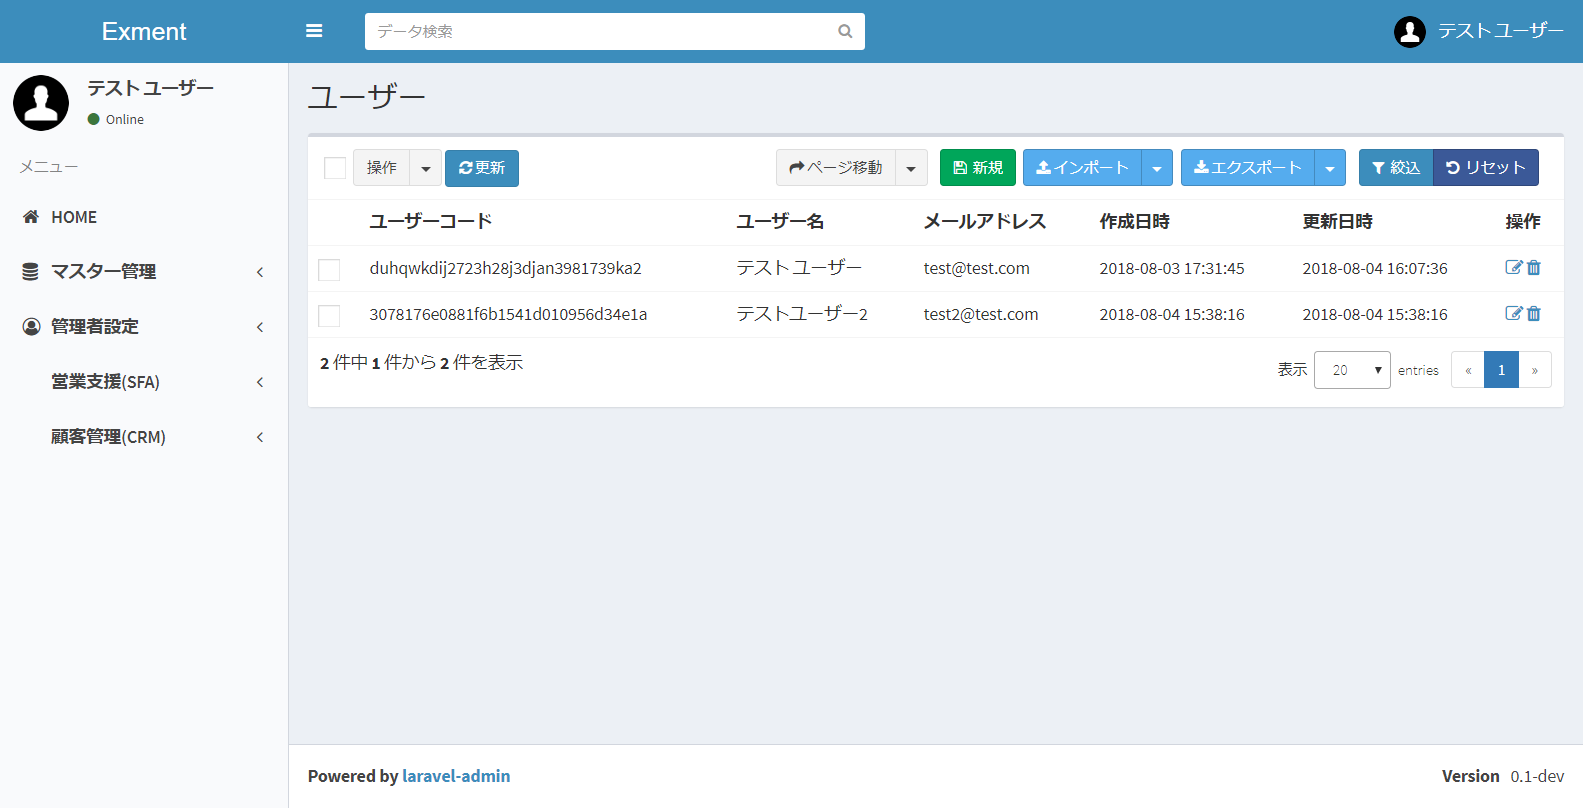 Exment
データ検索
テスト ユーザー
テスト ユーザー
Online
メニュー
HOME
マスター管理
管理者設定
営業支援(SFA)
顧客管理(CRM)
ユーザー
操作 更新 ページ移動 新規 インポート エクスポート 絞込 リセット
ユーザーコード ユーザー名 メールアドレス 作成日時 更新日時 操作
duhqwkdij2723h28j3djan3981739ka2 テスト ユーザー test@test.com 2018-08-03 17:31:45 2018-08-04 16:07:36
3078176e0881f6b1541d010956d34e1a テストユーザー2 test2@test.com 2018-08-04 15:38:16 2018-08-04 15:38:16
2 件中 1 件から 2 件を表示
表示 20 entries « 1 »
Powered by laravel-admin
Version 0.1-dev